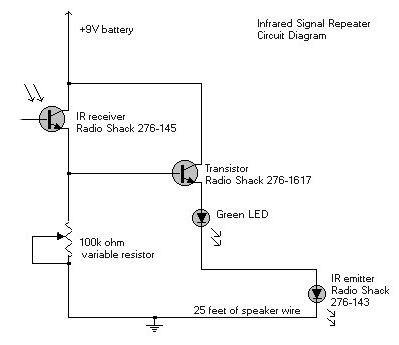 Infrared Signal Repeater
Circuit Diagram
+9V battery
IR receiver
Radio Shack 276-145
Transistor
Radio Shack 276-1617
Green LED
100k ohm
variable resistor
IR emitter
Radio Shack
276-143
25 feet of speaker wire